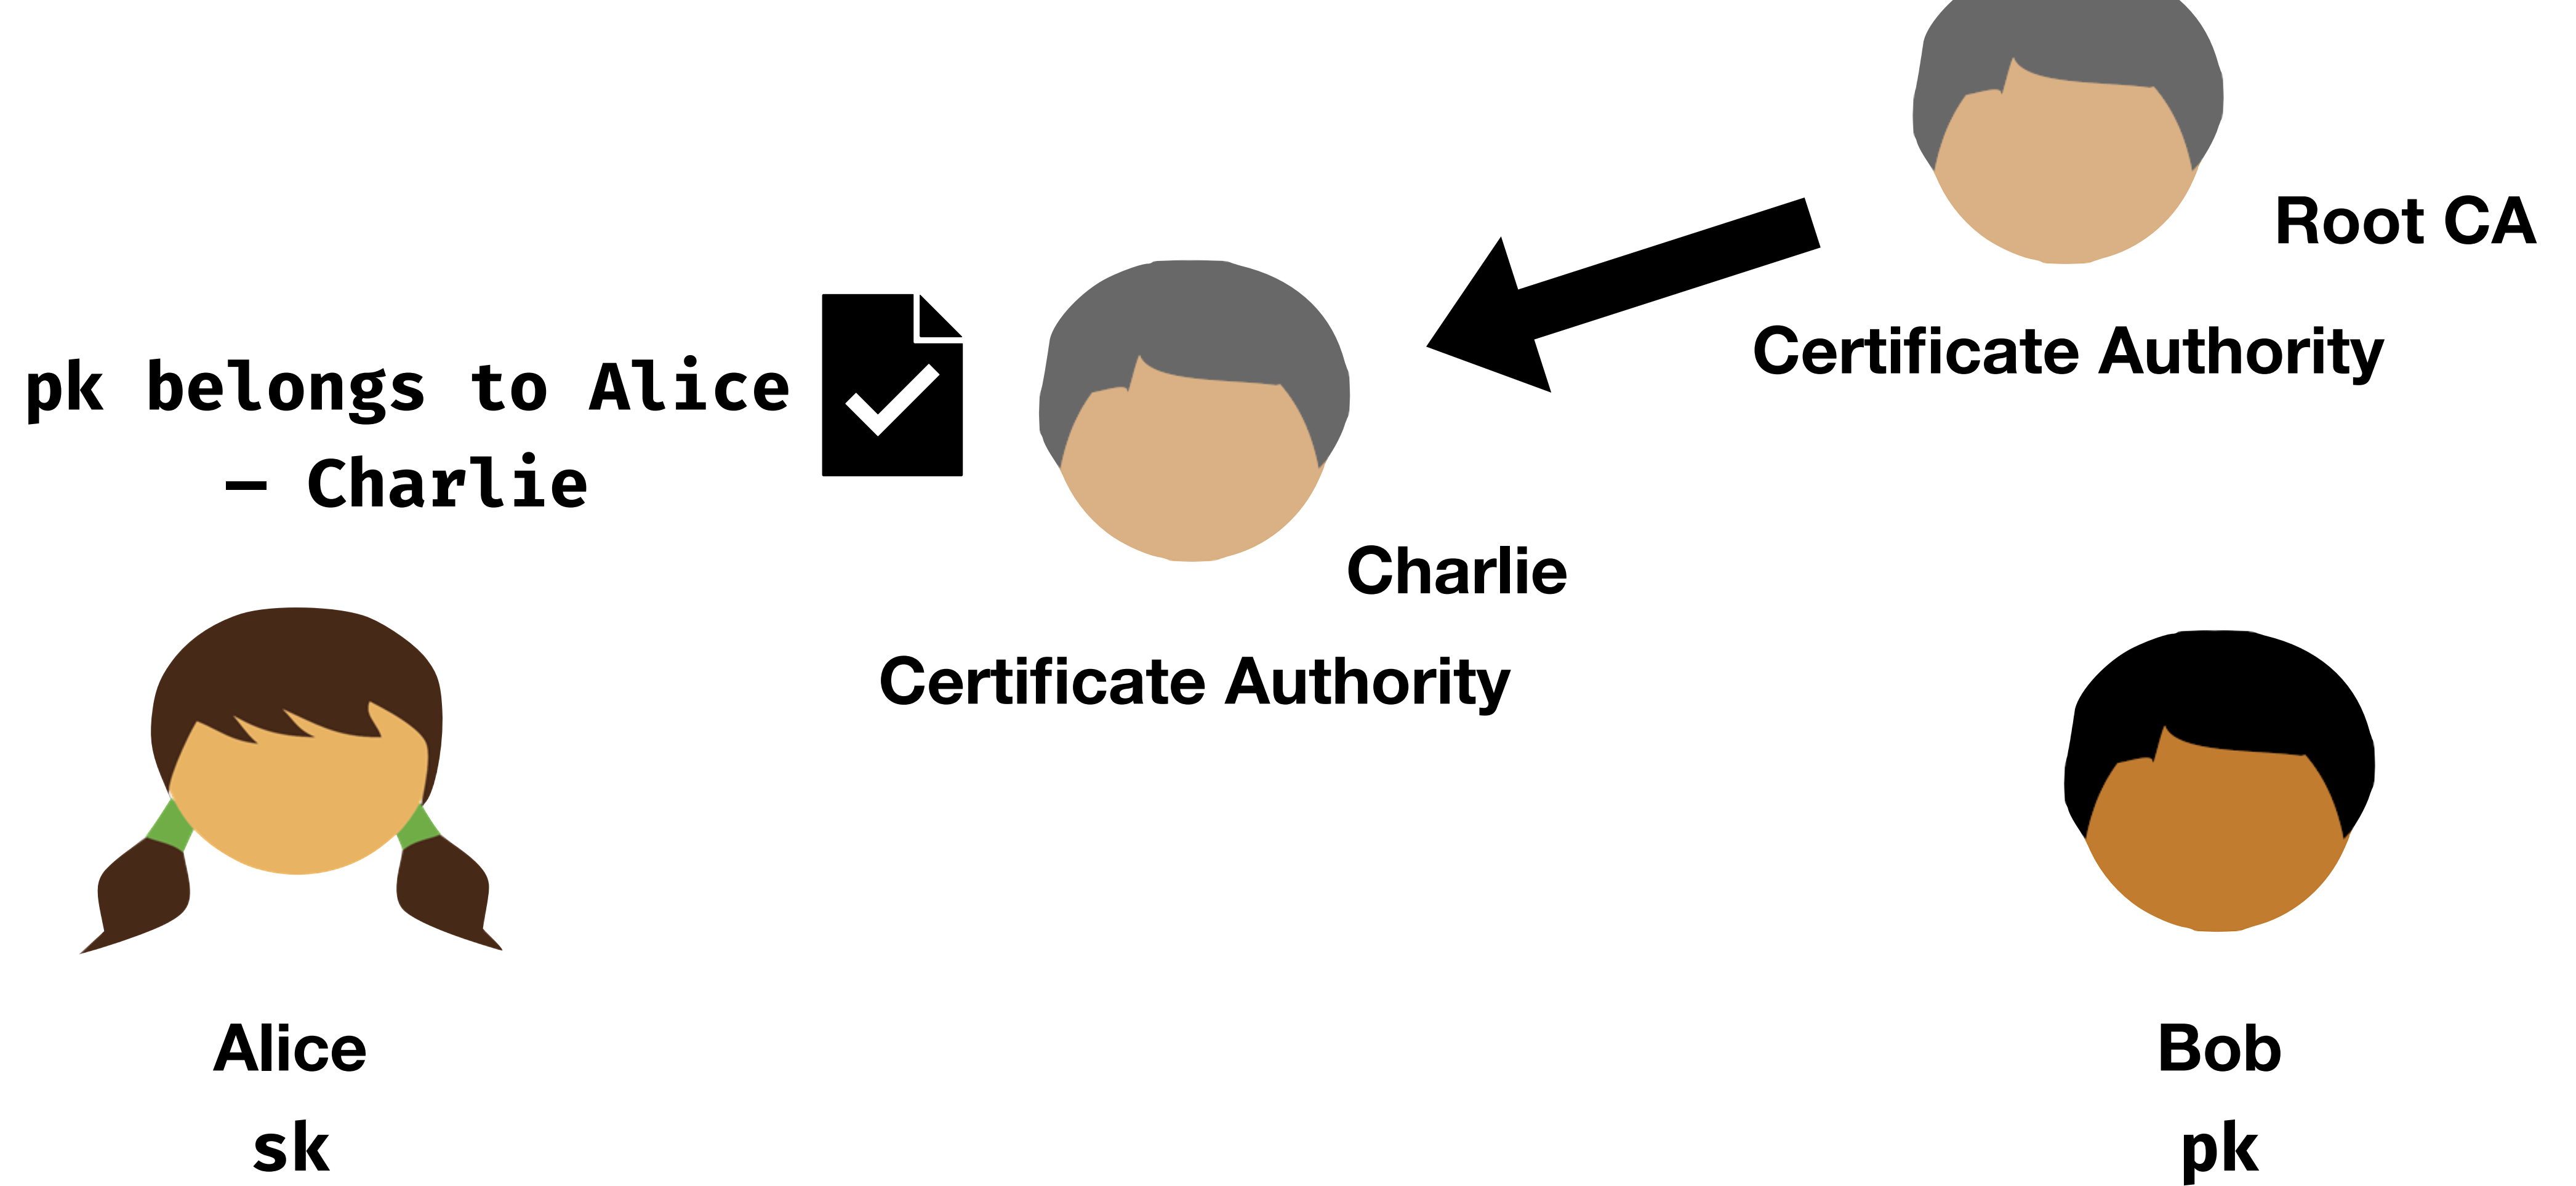 Root CA
Certificate Authority
pk belongs to Alice
— Charlie
Charlie
Certificate Authority
Alice
sk
Bob
pk